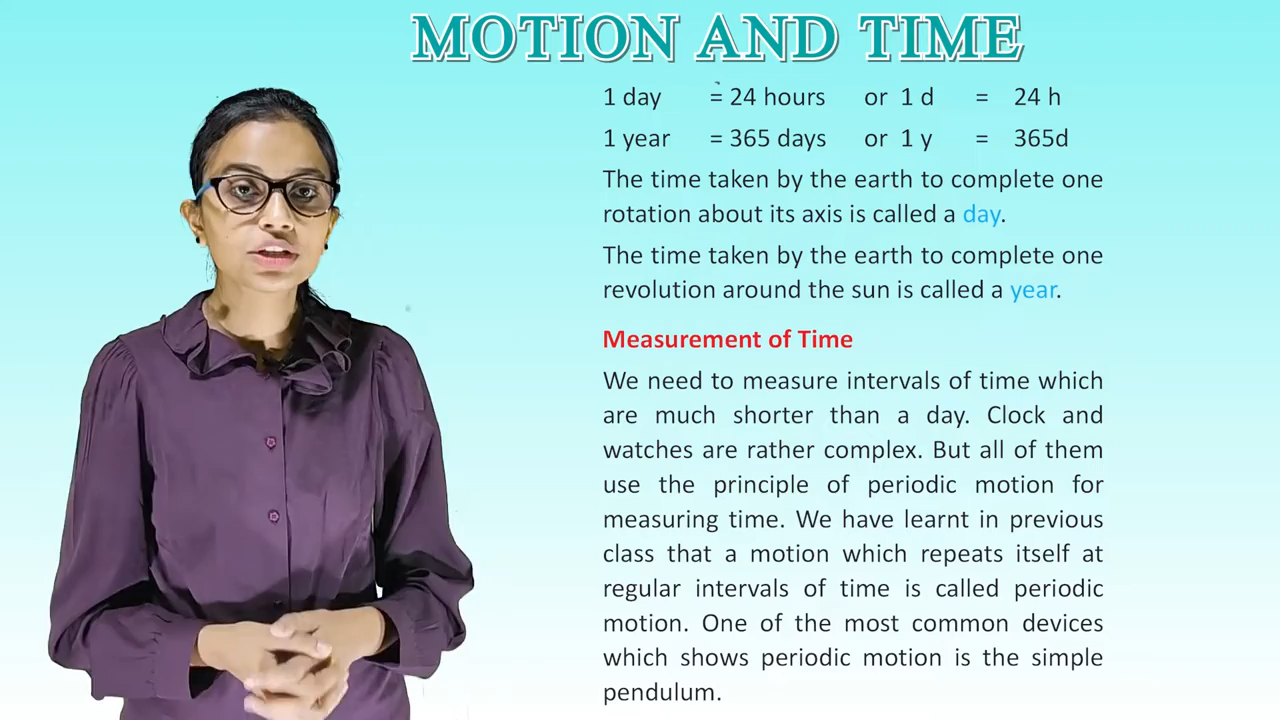 MOTION AND TIME
1 day = 24 hours or 1 d = 24 h
1 year = 365 days or 1 y = 365d
The time taken by the earth to complete one
rotation about its axis is called a day.
The time taken by the earth to complete one
revolution around the sun is called a year.
Measurement of Time
We need to measure intervals of time which
are much shorter than a day. Clock and
watches are rather complex. But all of them
use the principle of periodic motion for
measuring time. We have learnt in previous
class that a motion which repeats itself at
regular intervals of time is called periodic
motion. One of the most common devices
which shows periodic motion is the simple
pendulum.